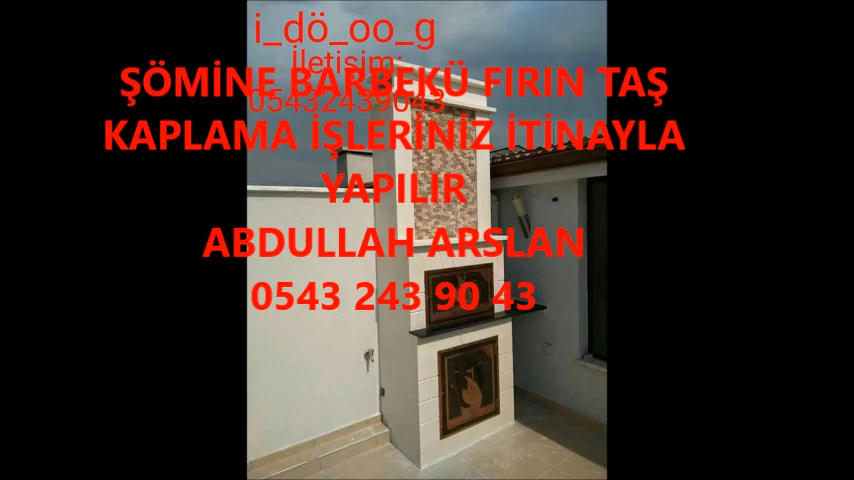 i_dö_oo_g
İletişim:
05432439043
ŞÖMİNE BARBEKÜ FIRIN TAŞ
KAPLAMA İŞLERİNİZ İTİNAYLA
YAPILIR
ABDULLAH ARSLAN
0543 243 90 43